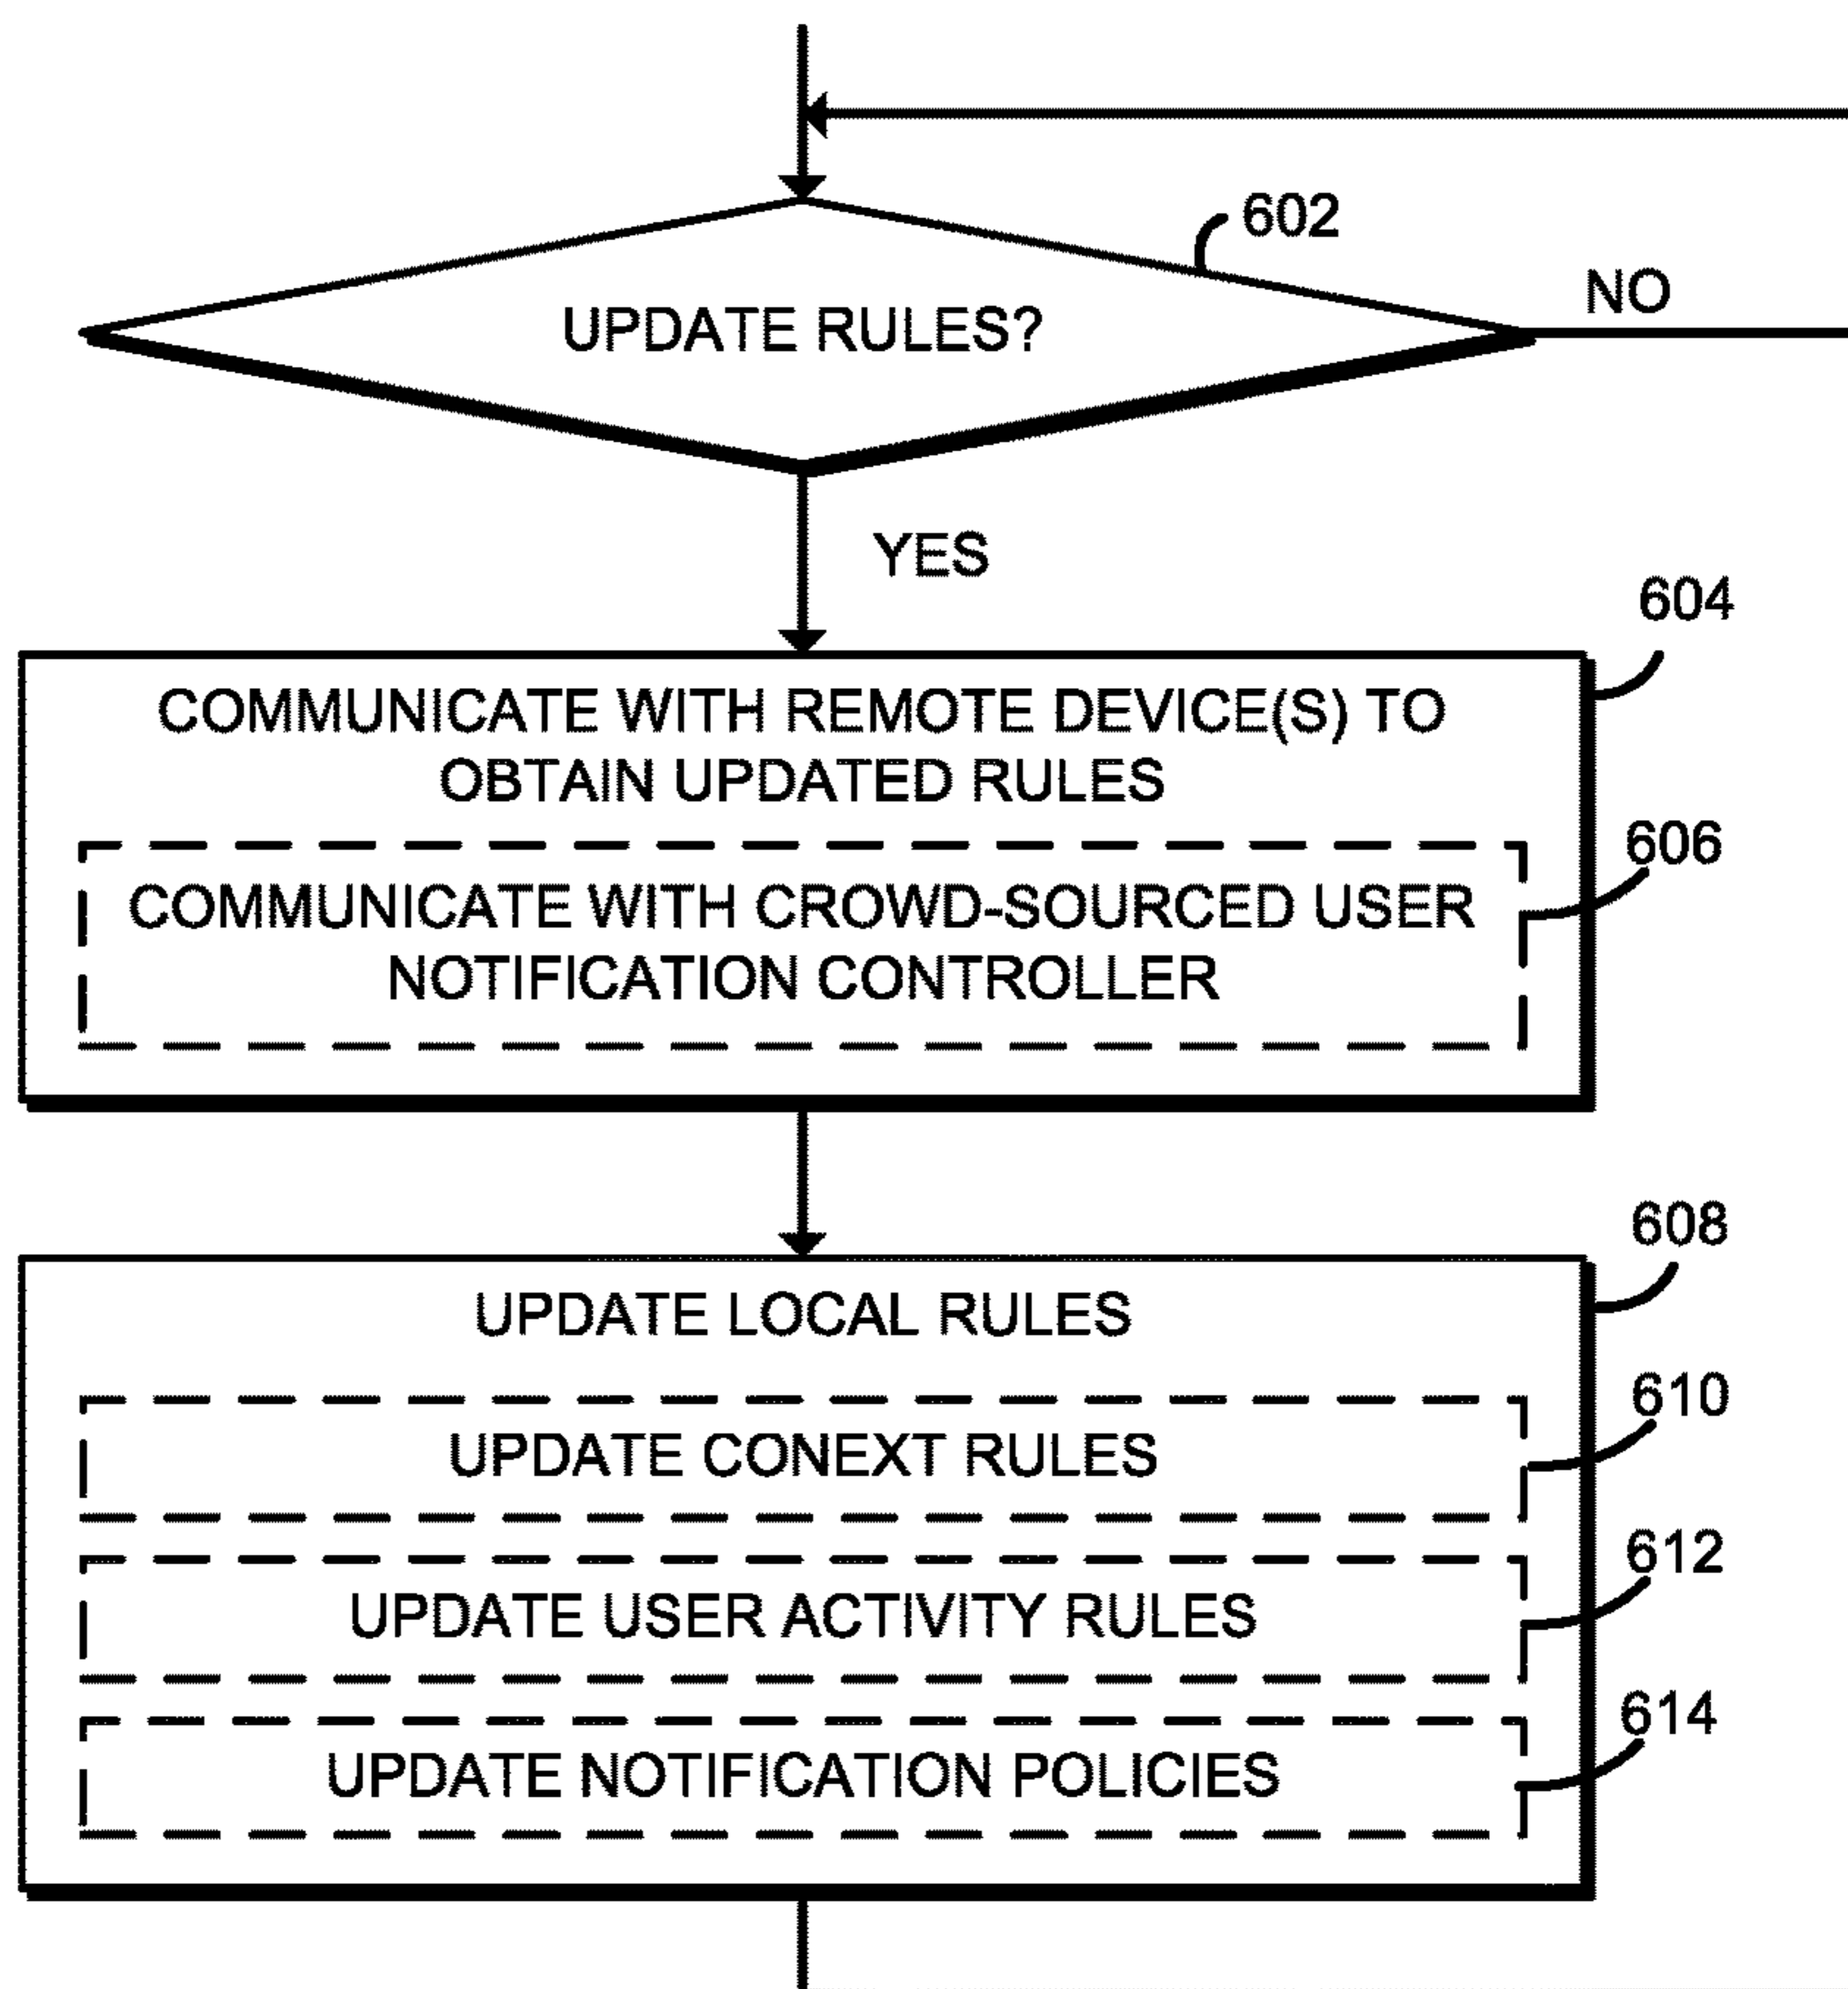 602
UPDATE RULES?
NO
YES
604
COMMUNICATE WITH REMOTE DEVICE(S) TO
OBTAIN UPDATED RULES
606
COMMUNICATE WITH CROWD-SOURCED USER
NOTIFICATION CONTROLLER
608
UPDATE LOCAL RULES
610
UPDATE CONEXT RULES
612
UPDATE USER ACTIVITY RULES
614
UPDATE NOTIFICATION POLICIES